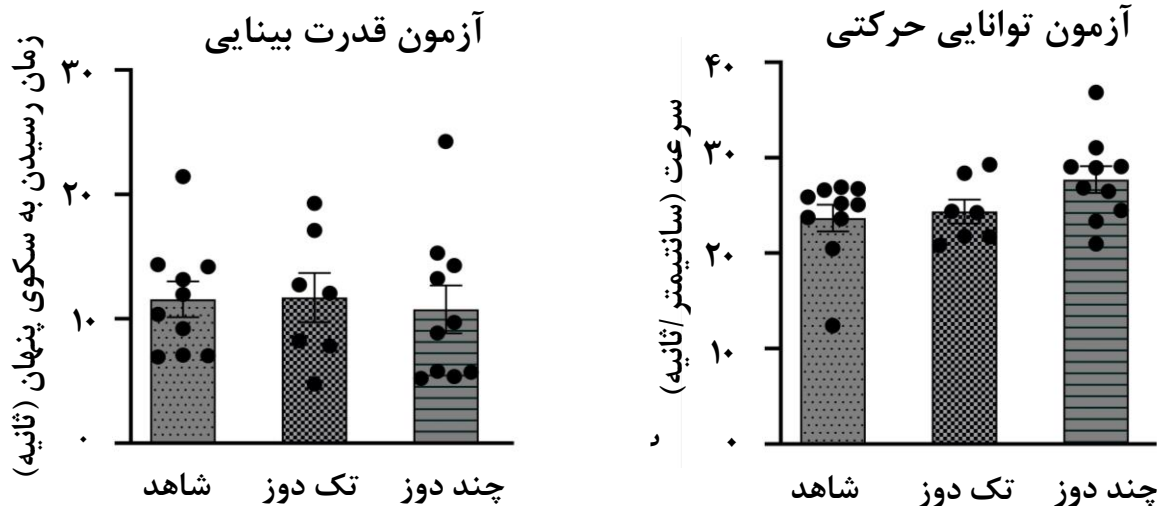 آزمون قدرت بینایی
زمان رسیدن به سکوی پنهان (ثانیه)
۳۰
۲۰
۱۰
۰
شاهد
تک دوز
چند دوز
آزمون توانایی حرکتی
سرعت (سانتیمتر/ثانیه)
۴۰
۳۰
۲۰
۱۰
۰
شاهد
تک دوز
چند دوز